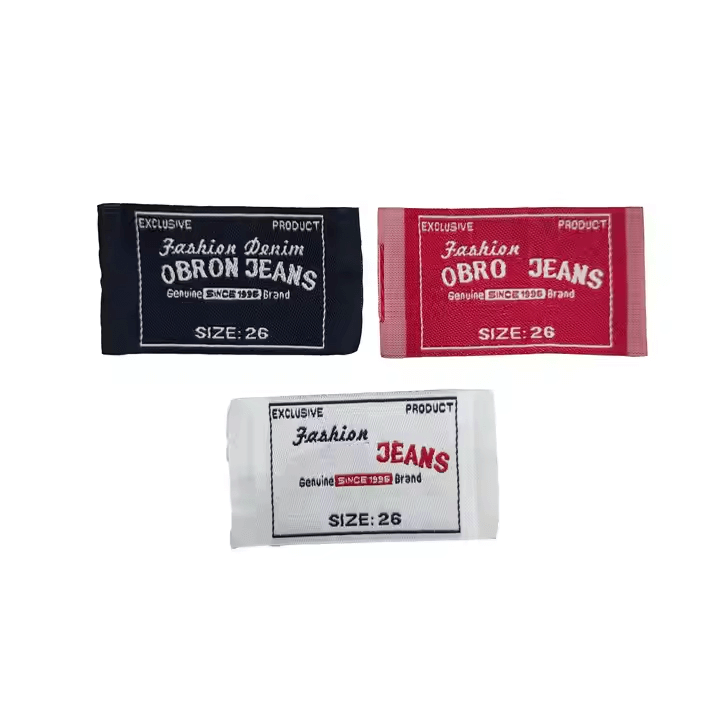 EXCLUSIVE PRODUCT
Fashion Denim
OBRON JEANS
Genuine SINCE 1996 Brand
SIZE: 26
EXCLUSIVE PRODUCT
Fashion
OBRO JEANS
Genuine SINCE 1996 Brand
SIZE: 26
EXCLUSIVE PRODUCT
Fashion
JEANS
Genuine SINCE 1996 Brand
SIZE: 26